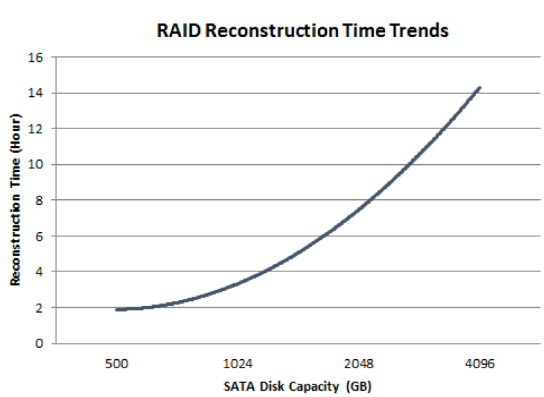 RAID Reconstruction Time Trends
Reconstruction Time (Hour)
16
14
12
10
8
6
4
2
0
500 1024 2048 4096
SATA Disk Capacity (GB)